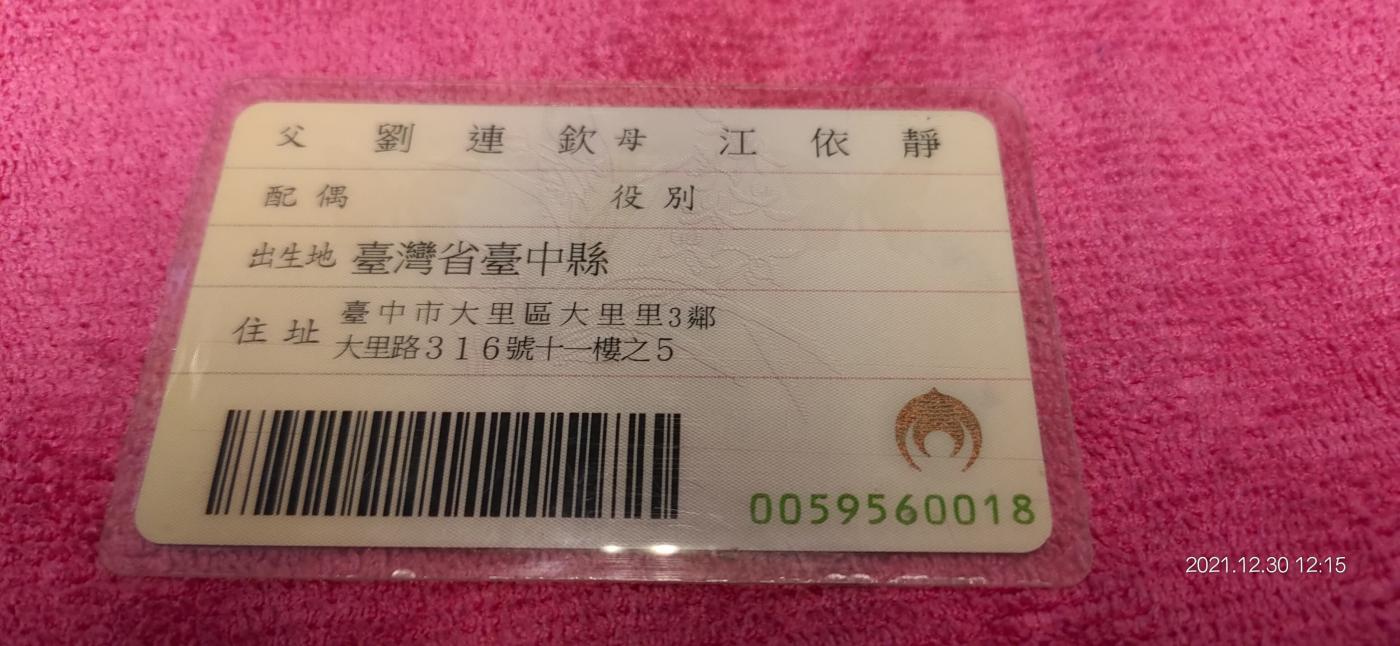 父 劉連欽 母 江依靜
配偶 役別
出生地 臺灣省臺中縣
住址 臺中市大里區大里里3鄰
大里路316號十一樓之5
0059560018
2021.12.30 12:15